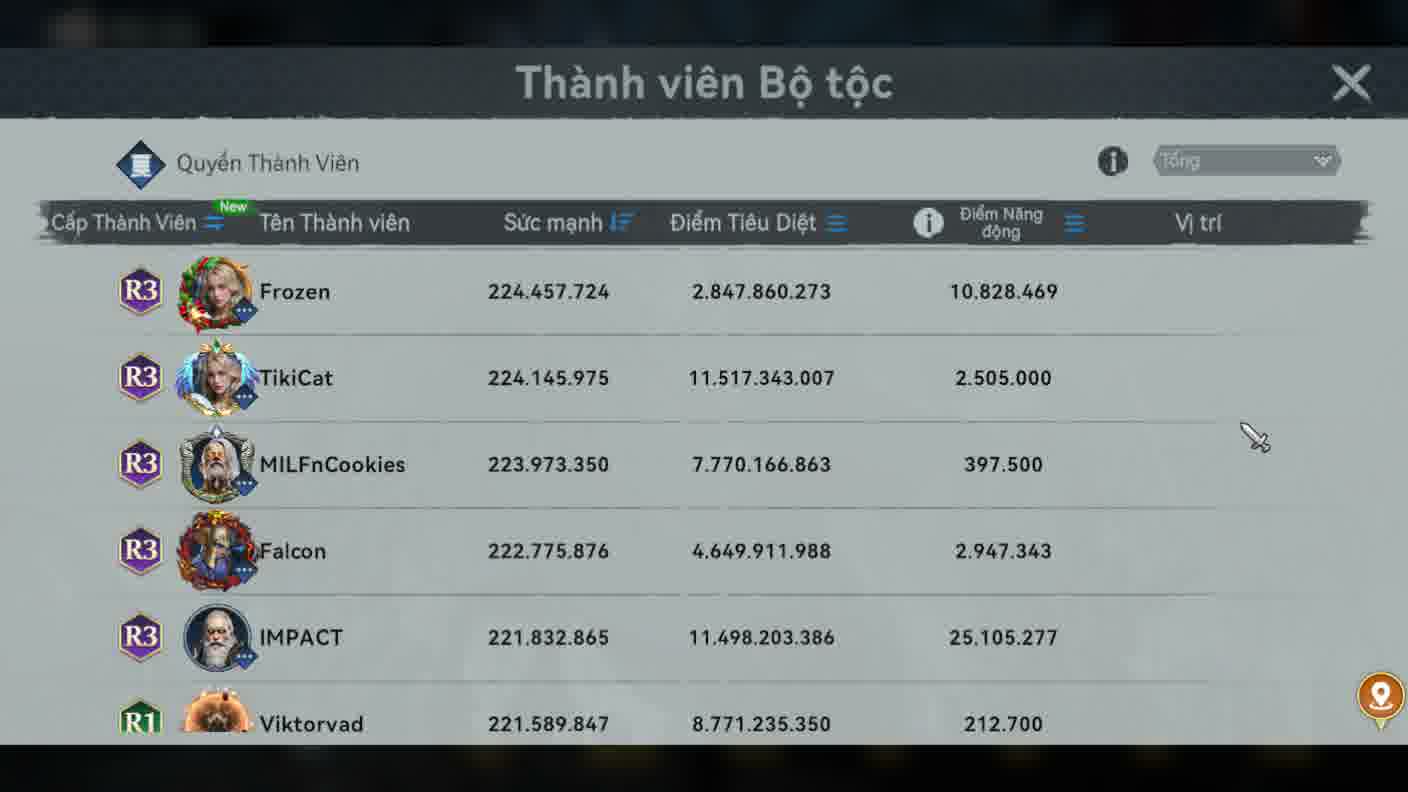 Thành viên Bộ tộc
Quyền Thành Viên
Tổng
Cấp Thành Viên New Tên Thành viên Sức mạnh Điểm Tiêu Diệt Điểm Năng động Vị trí
R3 Frozen 224.457.724 2.847.860.273 10.828.469
R3 TikiCat 224.145.975 11.517.343.007 2.505.000
R3 MILFnCookies 223.973.350 7.770.166.863 397.500
R3 Falcon 222.775.876 4.649.911.988 2.947.343
R3 IMPACT 221.832.865 11.498.203.386 25.105.277
R1 Viktorvad 221.589.847 8.771.235.350 212.700